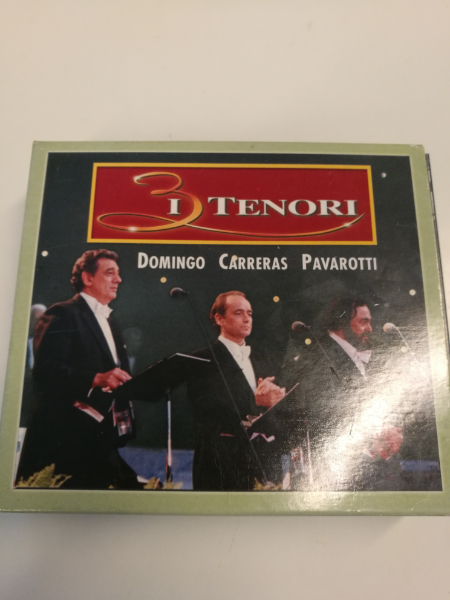 I 3 TENORI
DOMINGO CARRERAS PAVAROTTI